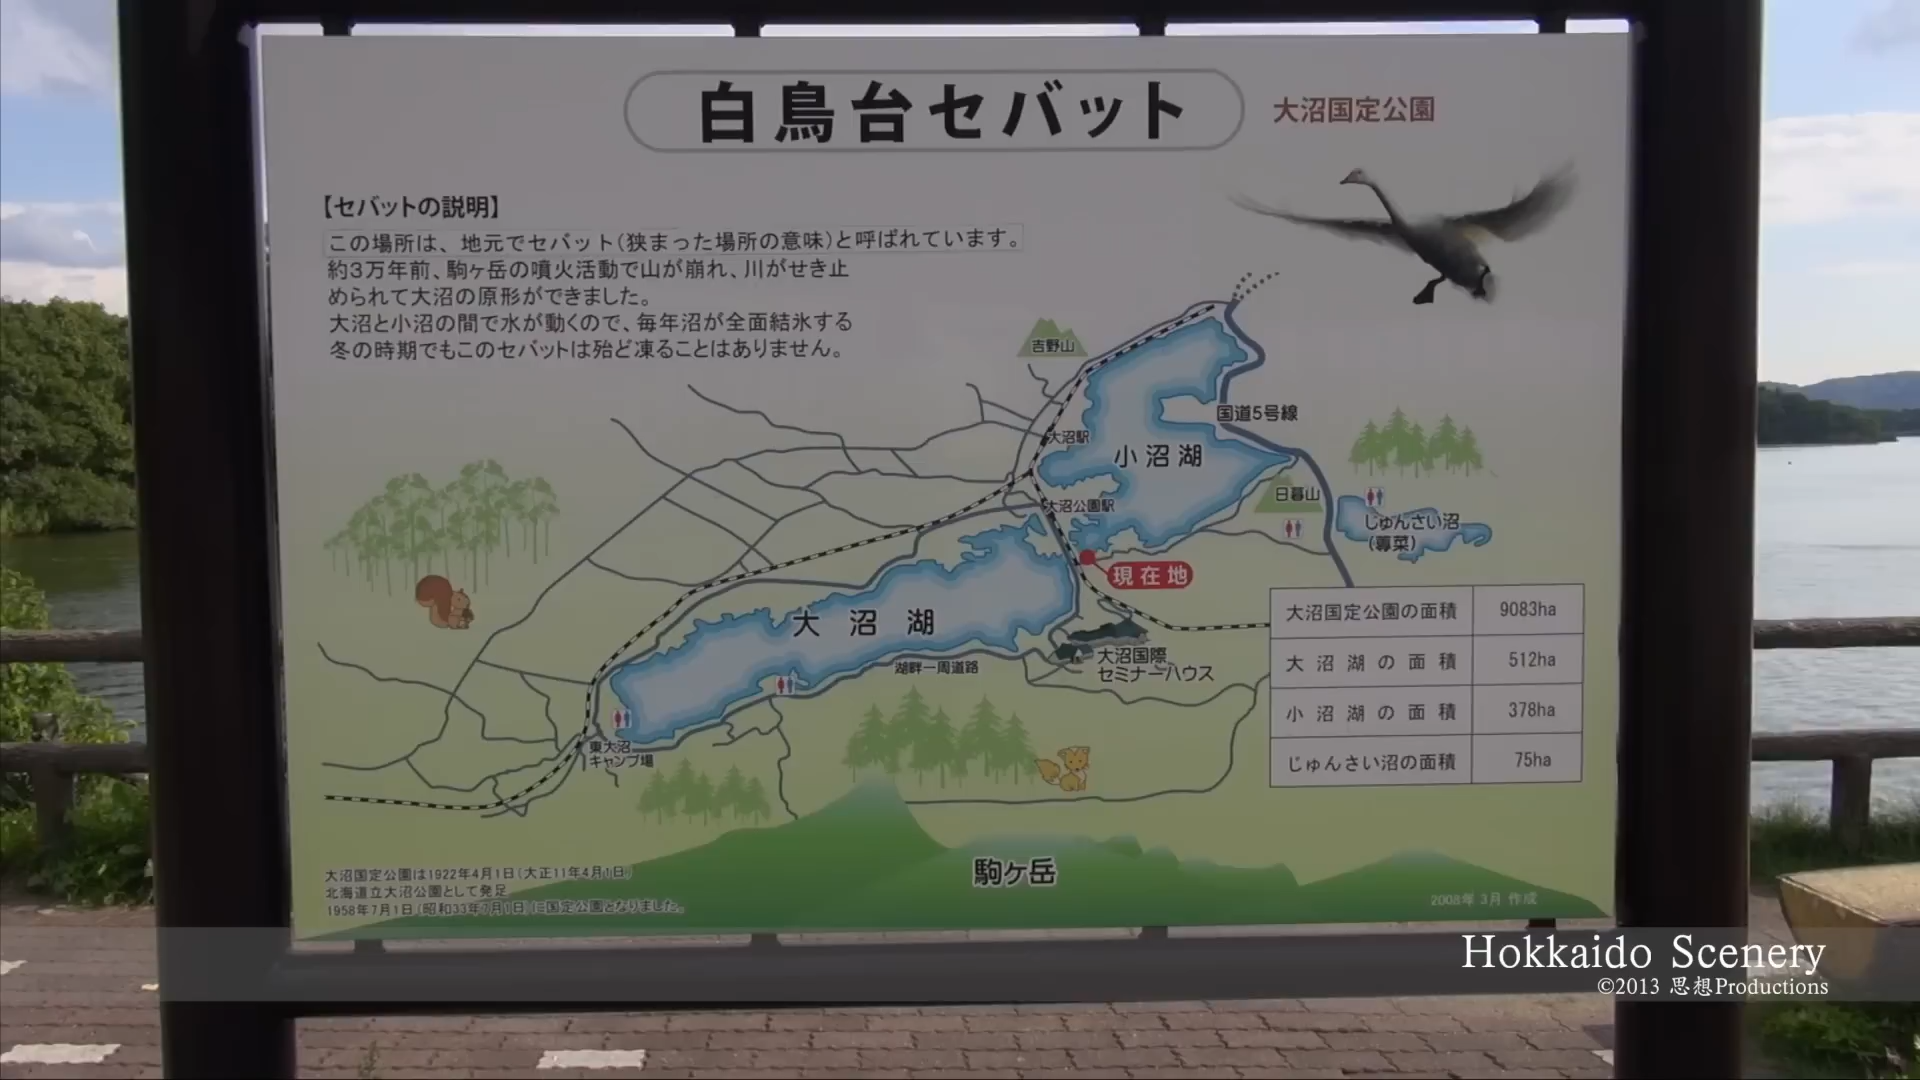 白鳥台セバット
大沼国定公園
【セバットの説明】
この場所は、地元でセバット(狭まった場所の意味)と呼ばれています。
約3万年前、駒ヶ岳の噴火活動で山が崩れ、川がせき止
められて大沼の原形ができました。
大沼と小沼の間で水が動くので、毎年沼が全面結氷する
冬の時期でもこのセバットは殆ど凍ることはありません。
吉野山
国道5号線
大沼駅
小沼湖
日暮山
大沼公園駅
じゅんさい沼
(蓴菜)
現在地
大沼湖
大沼国際
セミナーハウス
湖畔一周道路
東大沼
キャンプ場
大沼国定公園の面積 9083ha
大沼湖の面積 512ha
小沼湖の面積 378ha
じゅんさい沼の面積 75ha
駒ヶ岳
大沼国定公園は1922年4月1日(大正11年4月1日)
北海道立大沼公園として発足
1958年7月1日(昭和33年7月1日)に国定公園となりました。
2008年 3月 作成
Hokkaido Scenery
©2013 思想Productions